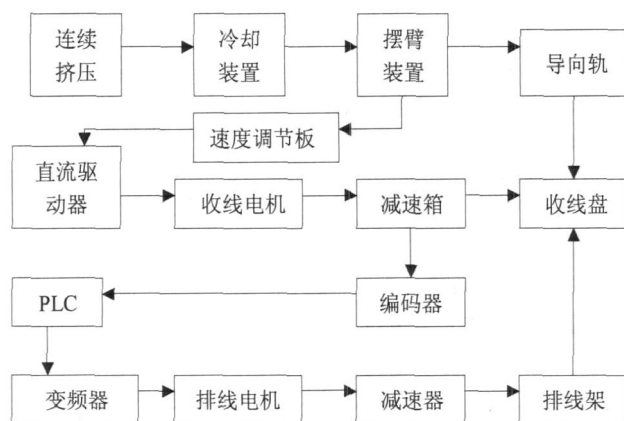 连续
挤压
冷却
装置
摆臂
装置
导向轨
速度调节板
直流驱
动器
收线电机
减速箱
收线盘
PLC
编码器
变频器
排线电机
减速器
排线架